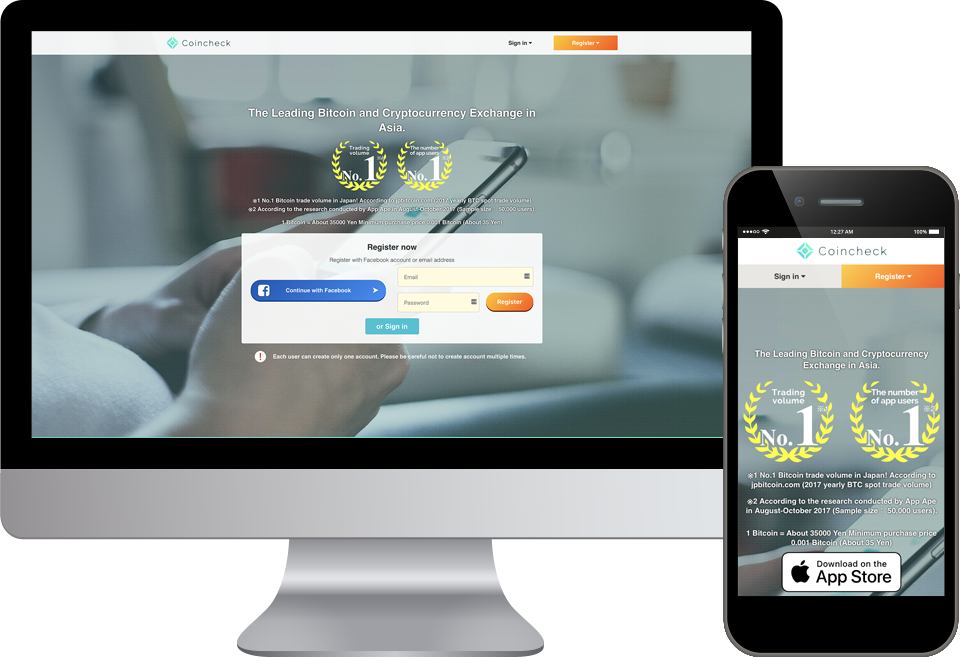 Coincheck
Sign in
Register
The Leading Bitcoin and Cryptocurrency Exchange in
Asia.
Trading
volume
No. 1
※1
The number
of app users
No. 1
※2
※1 No.1 Bitcoin trade volume in Japan! According to jpbitcoin.com (2017 yearly BTC spot trade volume)
※2 According to the research conducted by App Ape in August-October 2017 (Sample size 50,000 users).
1 Bitcoin = About 35000 Yen Minimum purchase price 0.001 Bitcoin (About 35 Yen)
Register now
Register with Facebook account or email address
Continue with Facebook
Email
Password
Register
or Sign in
! Each user can create only one account. Please be careful not to create account multiple times.
12:27 AM
100%
Coincheck
Sign in
Register
The Leading Bitcoin and Cryptocurrency
Exchange in Asia.
Trading
volume
No. 1
※1
The number
of app users
No. 1
※2
※1 No.1 Bitcoin trade volume in Japan! According to
jpbitcoin.com (2017 yearly BTC spot trade volume)
※2 According to the research conducted by App Ape
in August-October 2017 (Sample size 50,000 users).
1 Bitcoin = About 35000 Yen Minimum purchase price
0.001 Bitcoin (About 35 Yen)
Download on the
App Store